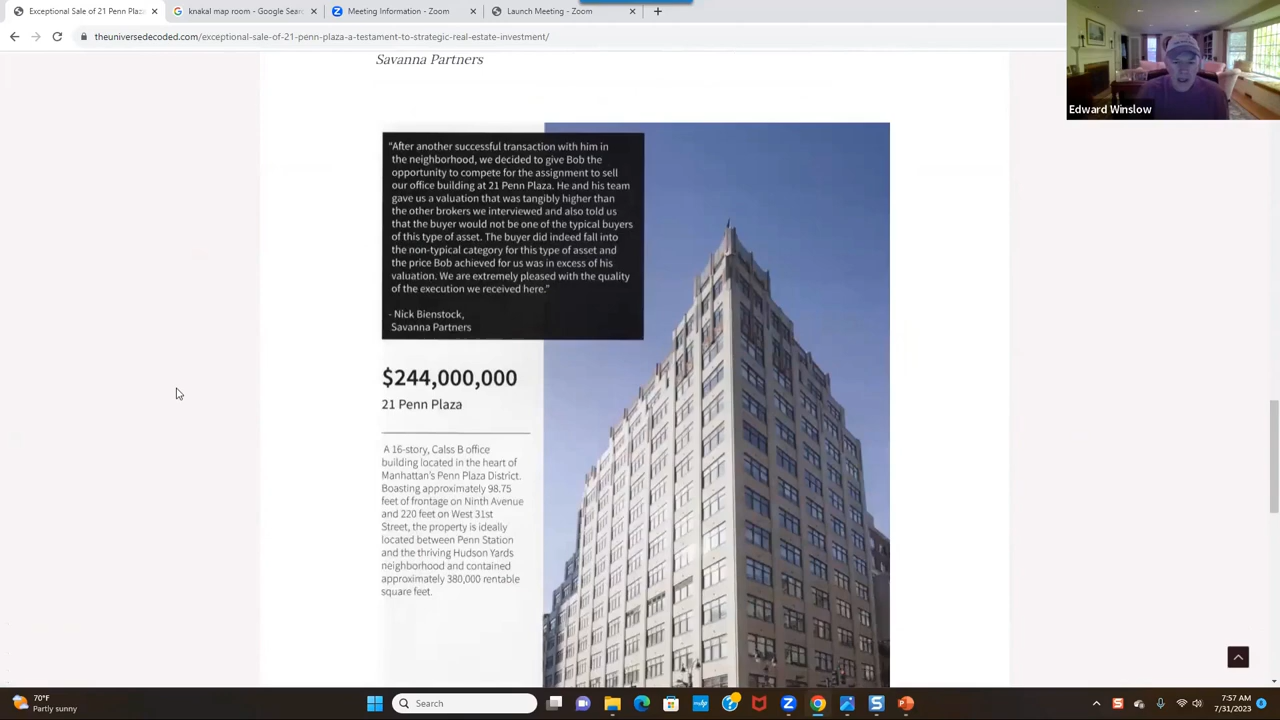 Exceptional Sale of 21 Penn Plaz
knakal map room - Google Searc
Meeting Information - Zoom
Launch Meeting - Zoom
theuniversedecoded.com/exceptional-sale-of-21-penn-plaza-a-testament-to-strategic-real-estate-investment/
Edward Winslow
Savanna Partners
"After another successful transaction with him in
the neighborhood, we decided to give Bob the
opportunity to compete for the assignment to sell
our office building at 21 Penn Plaza. He and his team
gave us a valuation that was tangibly higher than
the other brokers we interviewed and also told us
that the buyer would not be one of the typical buyers
of this type of asset. The buyer did indeed fall into
the non-typical category for this type of asset and
the price Bob achieved for us was in excess of his
valuation. We are extremely pleased with the quality
of the execution we received here."
- Nick Bienstock,
Savanna Partners
$244,000,000
21 Penn Plaza
A 16-story, Calss B office
building located in the heart of
Manhattan's Penn Plaza District.
Boasting approximately 98.75
feet of frontage on Ninth Avenue
and 220 feet on West 31st
Street, the property is ideally
located between Penn Station
and the thriving Hudson Yards
neighborhood and contained
approximately 380,000 rentable
square feet.
70°F
Partly sunny
Search
7:57 AM
7/31/2023